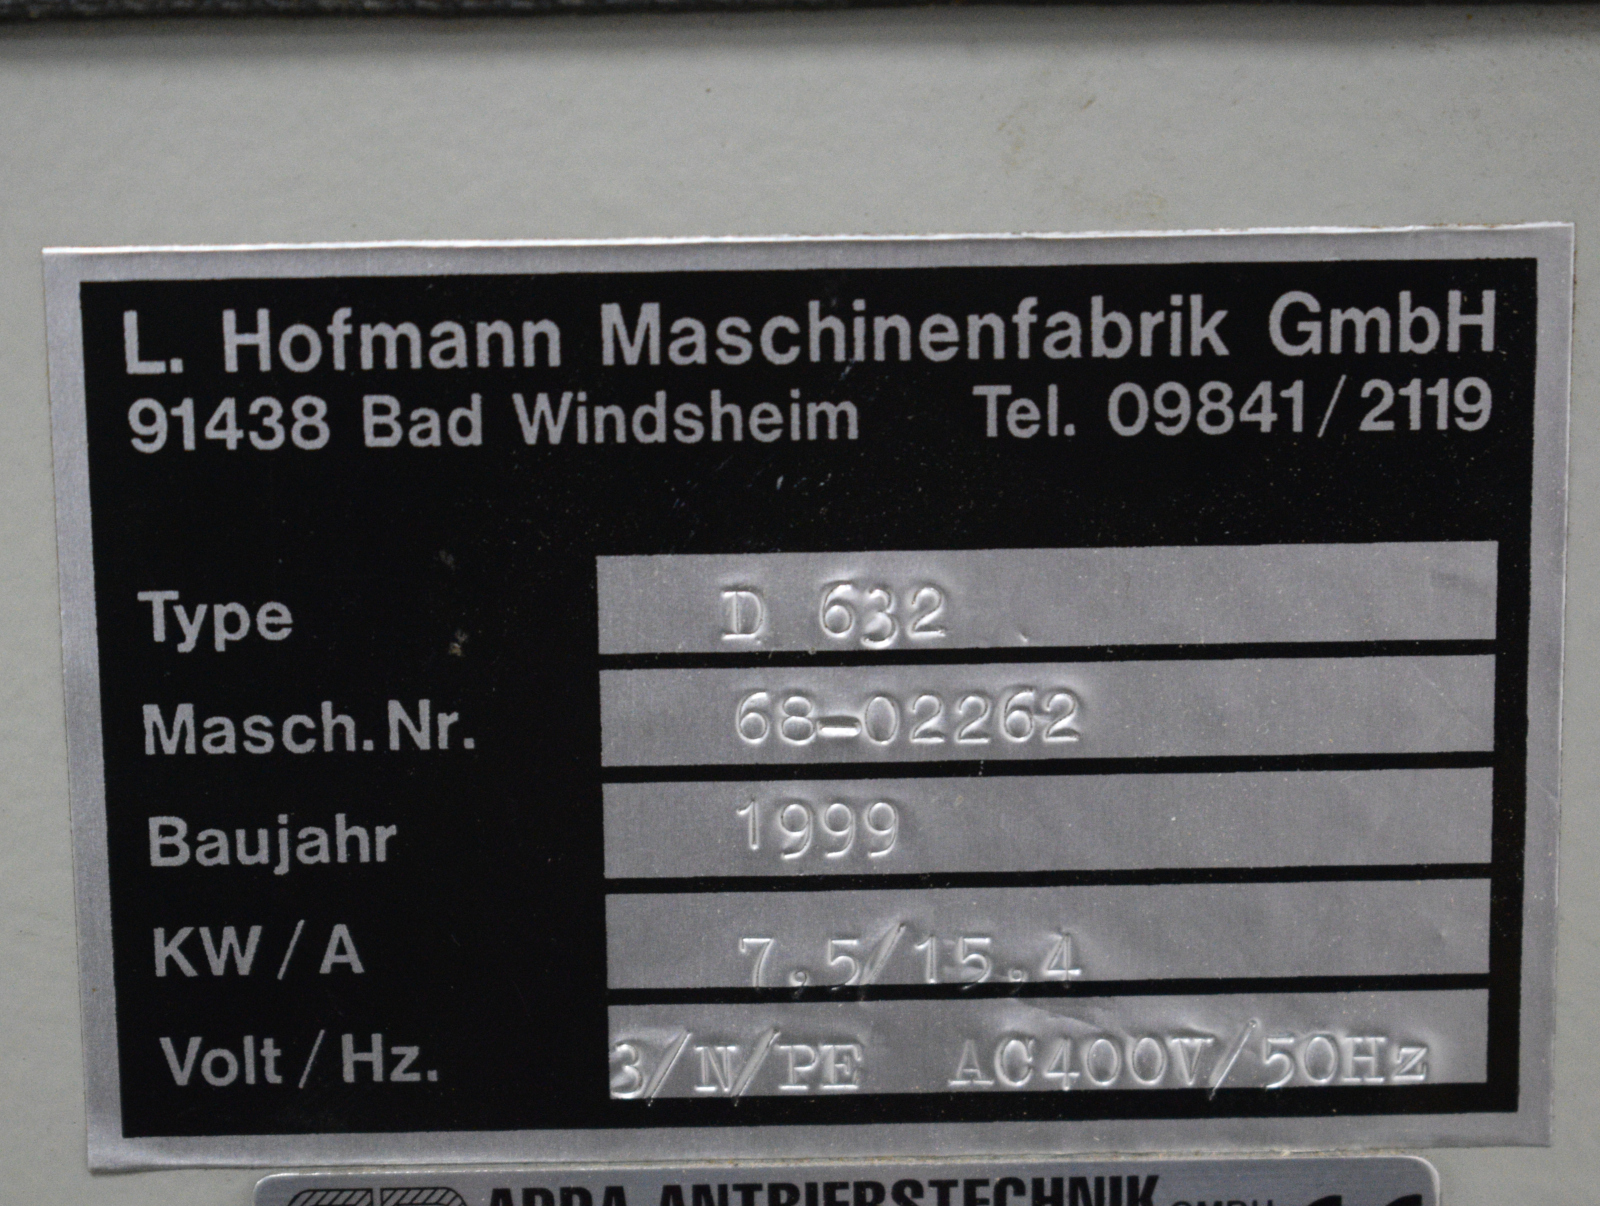 L. Hofmann Maschinenfabrik GmbH
91438 Bad Windsheim Tel. 09841/2119
Type D 632
Masch.Nr. 68-02262
Baujahr 1999
KW/A 7,5/15,4
Volt/Hz. 3/N/PE AC400V/50Hz
ANTRIEBSTECHNIK GMBH